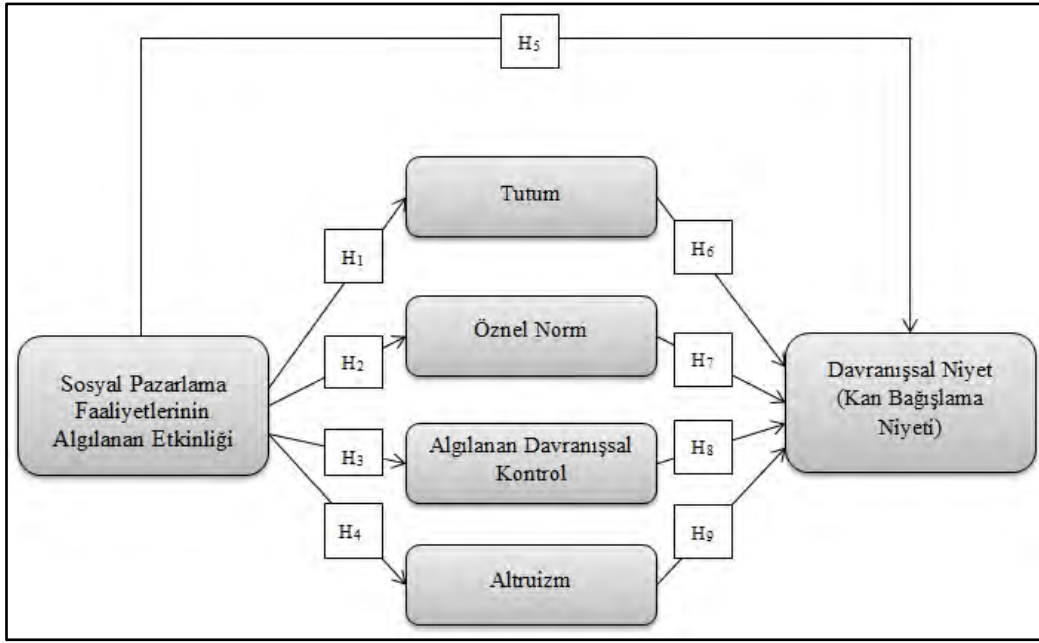 H5
Tutum
H1
H6
Öznel Norm
H2
H7
Sosyal Pazarlama
Faaliyetlerinin
Algılanan Etkinliği
Davranışsal Niyet
(Kan Bağışlama
Niyeti)
Algılanan Davranışsal
Kontrol
H3
H8
H4
H9
Altruizm